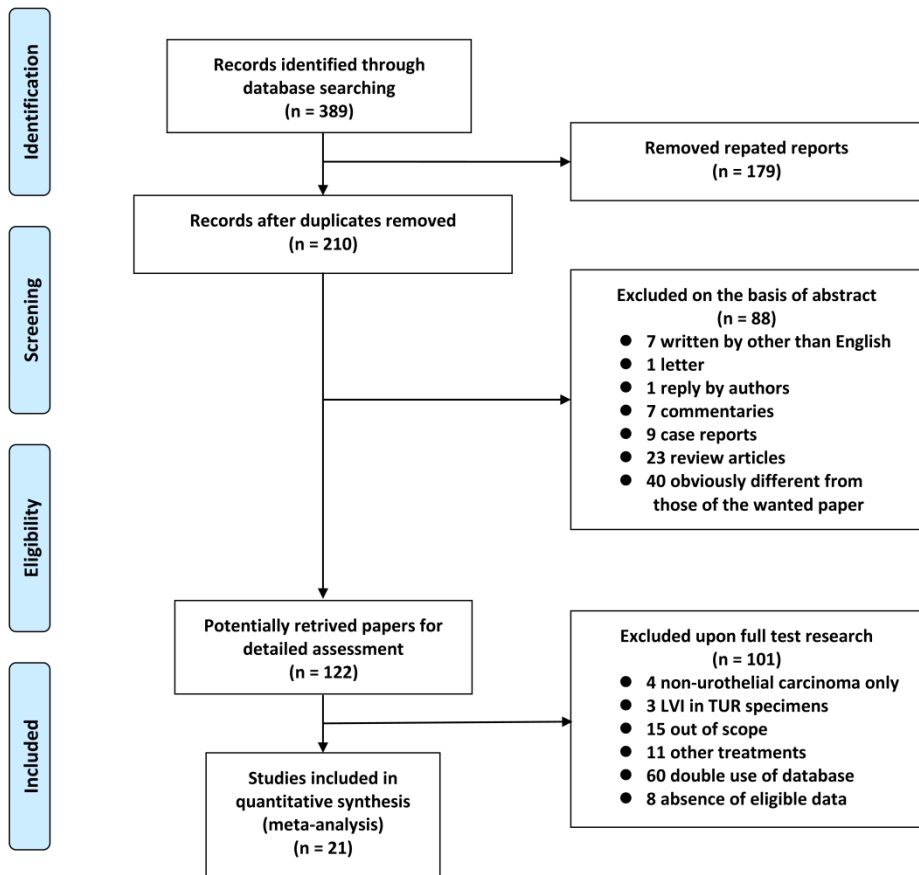 Identification
Records identified through
database searching
(n = 389)
Removed repated reports
(n = 179)
Records after duplicates removed
(n = 210)
Screening
Excluded on the basis of abstract
(n = 88)
● 7 written by other than English
● 1 letter
● 1 reply by authors
● 7 commentaries
● 9 case reports
● 23 review articles
● 40 obviously different from
those of the wanted paper
Eligibility
Potentially retrived papers for
detailed assessment
(n = 122)
Excluded upon full test research
(n = 101)
● 4 non-urothelial carcinoma only
● 3 LVI in TUR specimens
● 15 out of scope
● 11 other treatments
● 60 double use of database
● 8 absence of eligible data
Included
Studies included in
quantitative synthesis
(meta-analysis)
(n = 21)